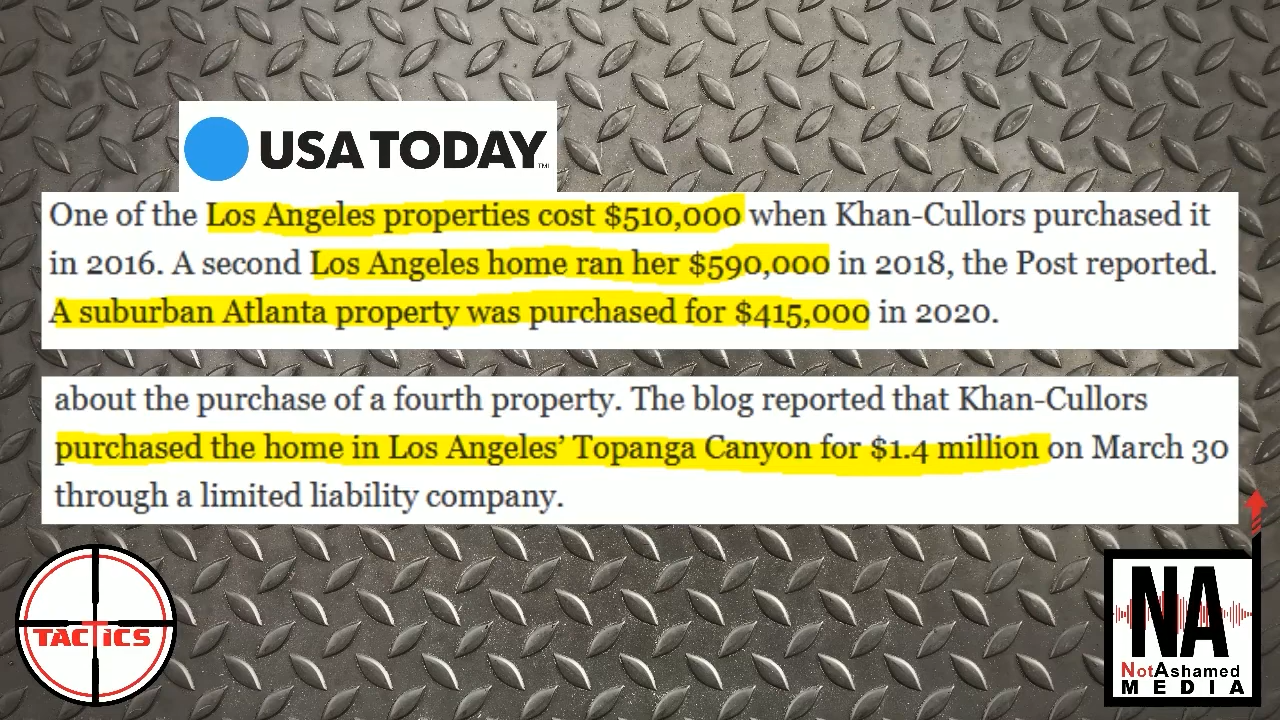 USA TODAY
TM
One of the Los Angeles properties cost $510,000 when Khan-Cullors purchased it
in 2016. A second Los Angeles home ran her $590,000 in 2018, the Post reported.
A suburban Atlanta property was purchased for $415,000 in 2020.
about the purchase of a fourth property. The blog reported that Khan-Cullors
purchased the home in Los Angeles’ Topanga Canyon for $1.4 million on March 30
through a limited liability company.
TACTICS
NA
NotAshamed
MEDIA